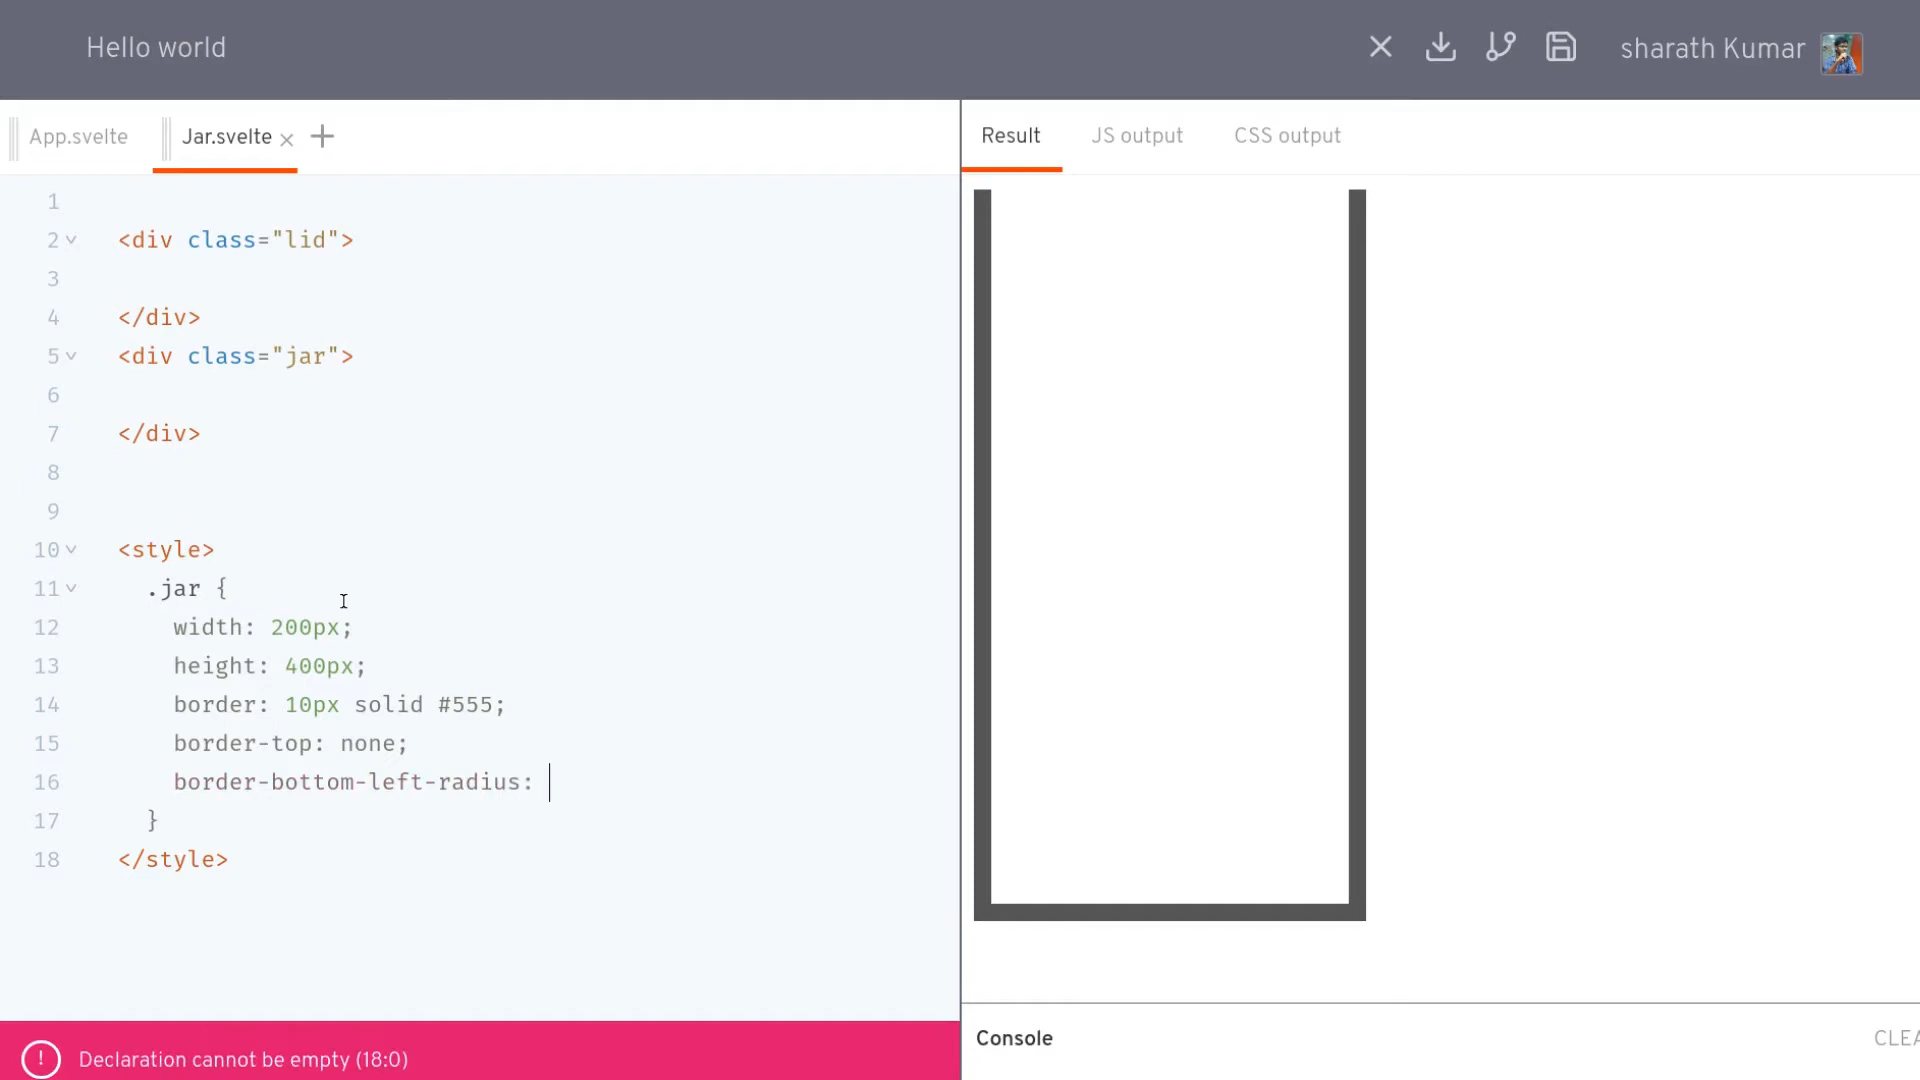 Hello world
sharath Kumar
App.svelte
Jar.svelte
Result
JS output
CSS output
1
2 <div class="lid">
3
4 </div>
5 <div class="jar">
6
7 </div>
8
9
10 <style>
11 .jar {
12 width: 200px;
13 height: 400px;
14 border: 10px solid #555;
15 border-top: none;
16 border-bottom-left-radius:
17 }
18 </style>
! Declaration cannot be empty (18:0)
Console
CLEA